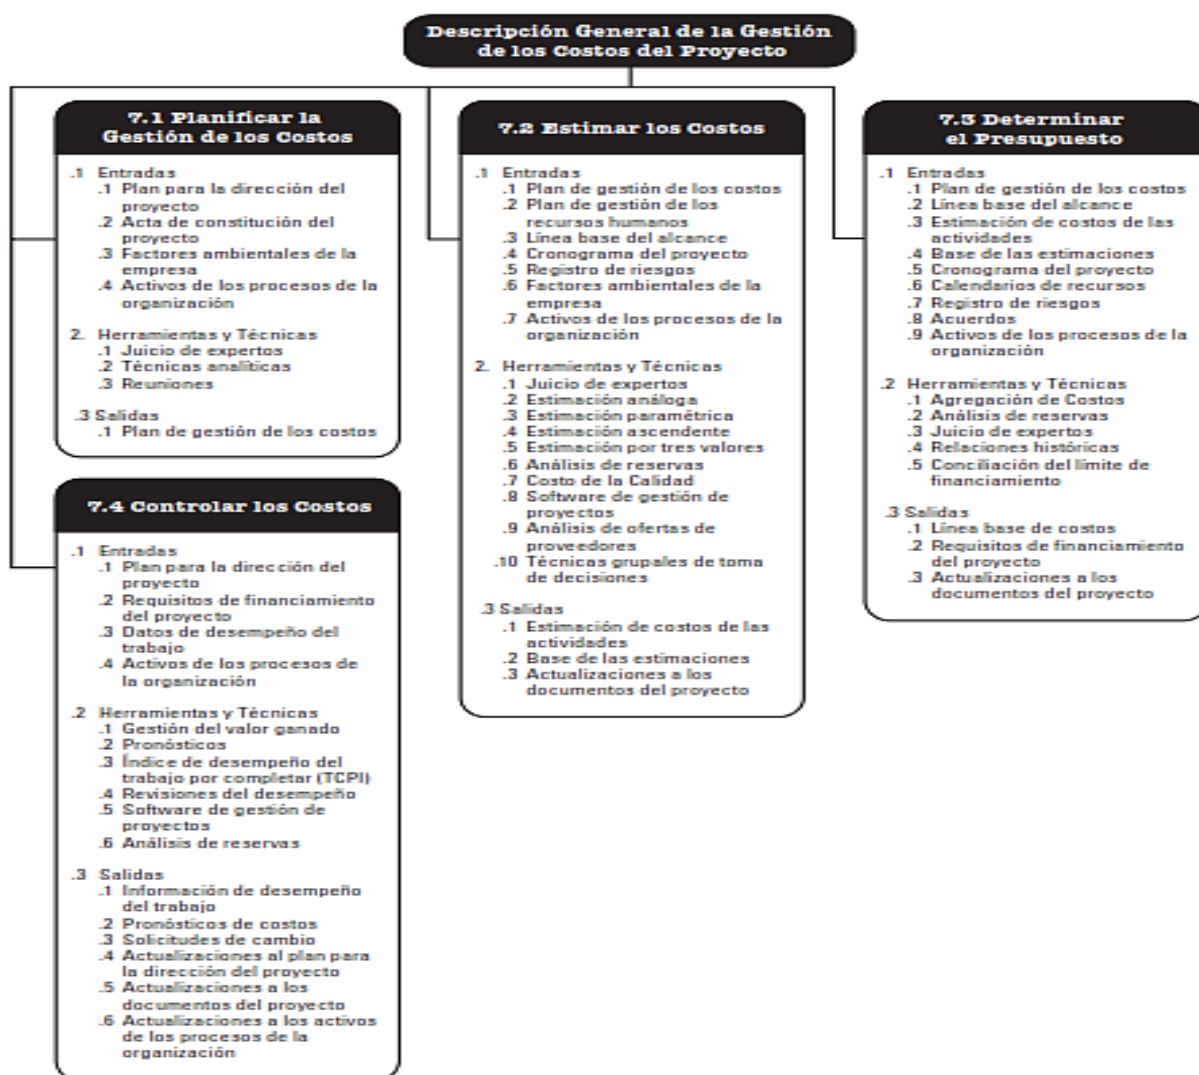 Descripción General de la Gestión
de los Costos del Proyecto
7.1 Planificar la
Gestión de los Costos
.1 Entradas
.1 Plan para la dirección del
proyecto
.2 Acta de constitución del
proyecto
.3 Factores ambientales de la
empresa
.4 Activos de los procesos de la
organización
2. Herramientas y Técnicas
.1 Juicio de expertos
.2 Técnicas analíticas
.3 Reuniones
.3 Salidas
.1 Plan de gestión de los costos
7.2 Estimar los Costos
.1 Entradas
.1 Plan de gestión de los costos
.2 Plan de gestión de los
recursos humanos
.3 Línea base del alcance
.4 Cronograma del proyecto
.5 Registro de riesgos
.6 Factores ambientales de la
empresa
.7 Activos de los procesos de la
organización
2. Herramientas y Técnicas
.1 Juicio de expertos
.2 Estimación análoga
.3 Estimación paramétrica
.4 Estimación ascendente
.5 Estimación por tres valores
.6 Análisis de reservas
.7 Costo de la Calidad
.8 Software de gestión de
proyectos
.9 Análisis de ofertas de
proveedores
.10 Técnicas grupales de toma
de decisiones
.3 Salidas
.1 Estimación de costos de las
actividades
.2 Base de las estimaciones
.3 Actualizaciones a los
documentos del proyecto
7.3 Determinar
el Presupuesto
.1 Entradas
.1 Plan de gestión de los costos
.2 Línea base del alcance
.3 Estimación de costos de las
actividades
.4 Base de las estimaciones
.5 Cronograma del proyecto
.6 Calendarios de recursos
.7 Registro de riesgos
.8 Acuerdos
.9 Activos de los procesos de la
organización
.2 Herramientas y Técnicas
.1 Agregación de Costos
.2 Análisis de reservas
.3 Juicio de expertos
.4 Relaciones históricas
.5 Conciliación del límite de
financiamiento
.3 Salidas
.1 Línea base de costos
.2 Requisitos de financiamiento
del proyecto
.3 Actualizaciones a los
documentos del proyecto
7.4 Controlar los Costos
.1 Entradas
.1 Plan para la dirección del
proyecto
.2 Requisitos de financiamiento
del proyecto
.3 Datos de desempeño del
trabajo
.4 Activos de los procesos de
la organización
.2 Herramientas y Técnicas
.1 Gestión del valor ganado
.2 Pronósticos
.3 Índice de desempeño del
trabajo por completar (TCPI)
.4 Revisiones del desempeño
.5 Software de gestión de
proyectos
.6 Análisis de reservas
.3 Salidas
.1 Información de desempeño
del trabajo
.2 Pronósticos de costos
.3 Solicitudes de cambio
.4 Actualizaciones al plan para
la dirección del proyecto
.5 Actualizaciones a los
documentos del proyecto
.6 Actualizaciones a los activos
de los procesos de la
organización